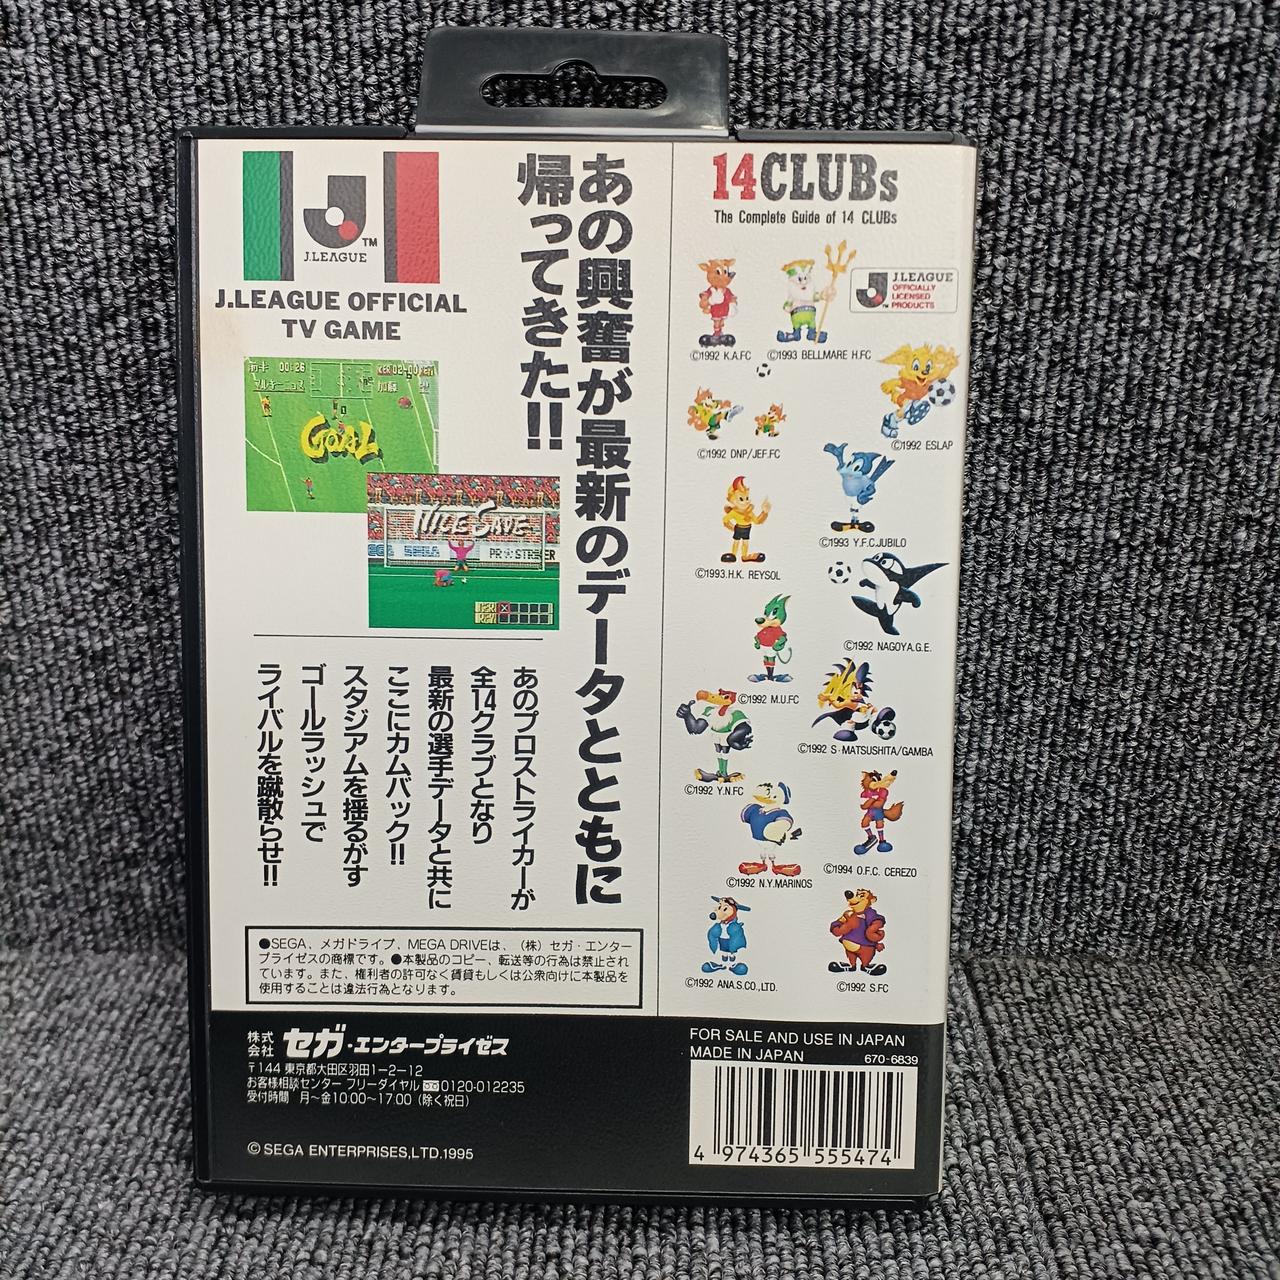 J
TM
J.LEAGUE
J.LEAGUE OFFICIAL
TV GAME
あの興奮が最新のデータとともに
帰ってきた!!
00:26
GOAL
NICE SAVE
SEGA
PRO STRIKER
あのプロストライカーが
全14クラブとなり
最新の選手データと共に
ここにカムバック!!
スタジアムを揺るがす
ゴールラッシュで
ライバルを蹴散らせ!!
●SEGA、メガドライブ、MEGA DRIVEは、（株）セガ・エンター
プライゼスの商標です。●本製品のコピー、転送等の行為は禁止され
ています。また、権利者の許可なく賃貸もしくは公衆向けに本製品を
使用することは違法行為となります。
14CLUBs
The Complete Guide of 14 CLUBs
J.LEAGUE
OFFICIALLY
LICENSED
PRODUCTS
©1992 K.A.FC
©1993 BELLMARE H.FC
©1992 ESLAP
©1992 DNP/JEF.FC
©1993 Y.F.C.JUBILO
©1993.H.K. REYSOL
©1992 NAGOYA.G.E.
©1992 M.U.FC
©1992 S・MATSUSHITA/GAMBA
©1992 Y.N.FC
©1994 O.F.C. CEREZO
©1992 N.Y.MARINOS
©1992 ANA.S.CO.,LTD.
©1992 S.FC
株式会社 セガ・エンタープライゼス
〒144 東京都大田区羽田1-2-12
お客様相談センター フリーダイヤル 0120-012235
受付時間 月～金10:00～17:00（除く祝日）
© SEGA ENTERPRISES,LTD.1995
FOR SALE AND USE IN JAPAN
MADE IN JAPAN
670-6839
4 974365 555474